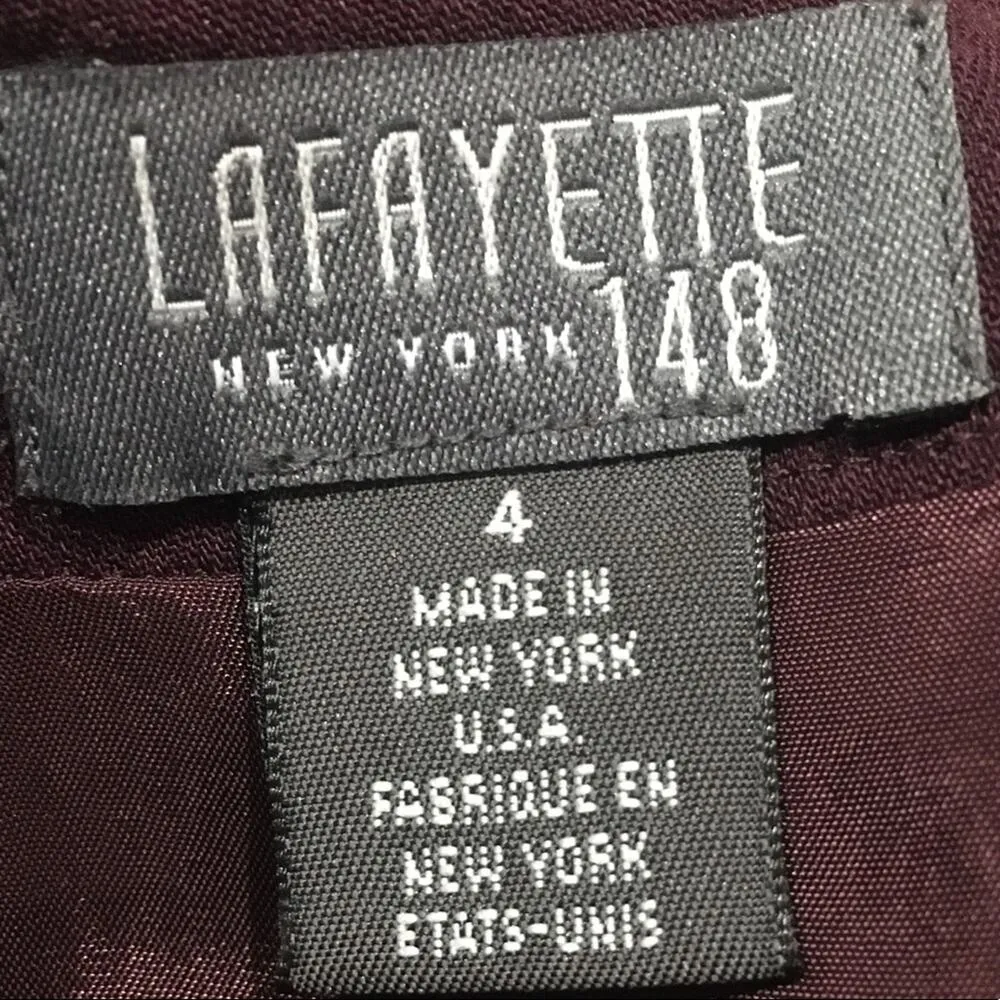 LAFAYETTE
NEW YORK 148
4
MADE IN
NEW YORK
U.S.A.
FABRIQUE EN
NEW YORK
ETATS-UNIS